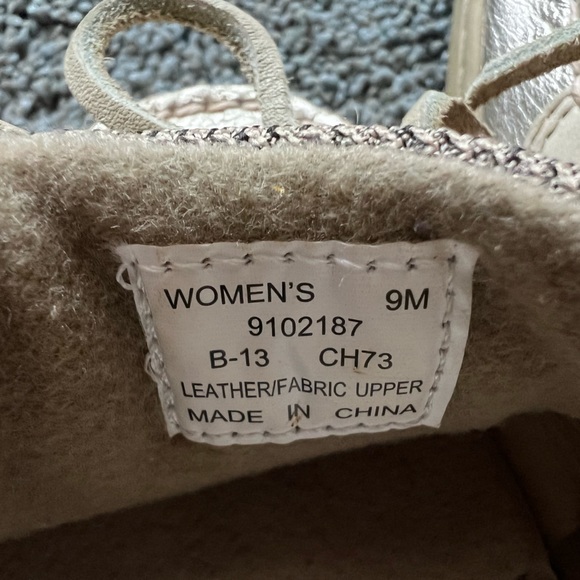 WOMEN'S 9M
9102187
B-13 CH73
LEATHER/FABRIC UPPER
MADE IN CHINA